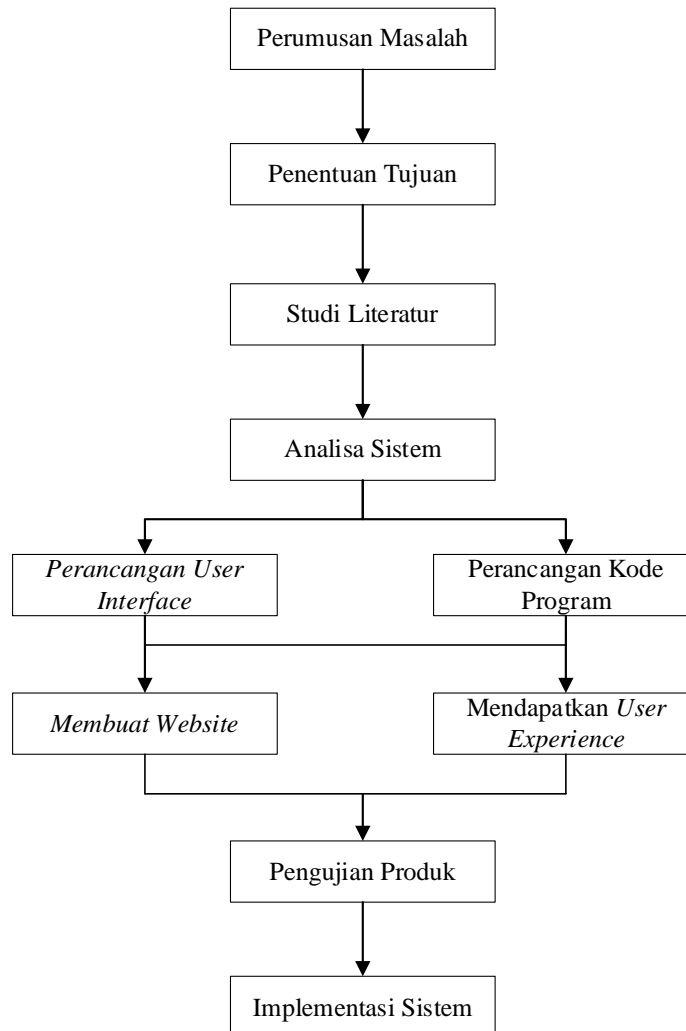 Perumusan Masalah
Penentuan Tujuan
Studi Literatur
Analisa Sistem
Perancangan User
Interface
Perancangan Kode
Program
Membuat Website
Mendapatkan User
Experience
Pengujian Produk
Implementasi Sistem